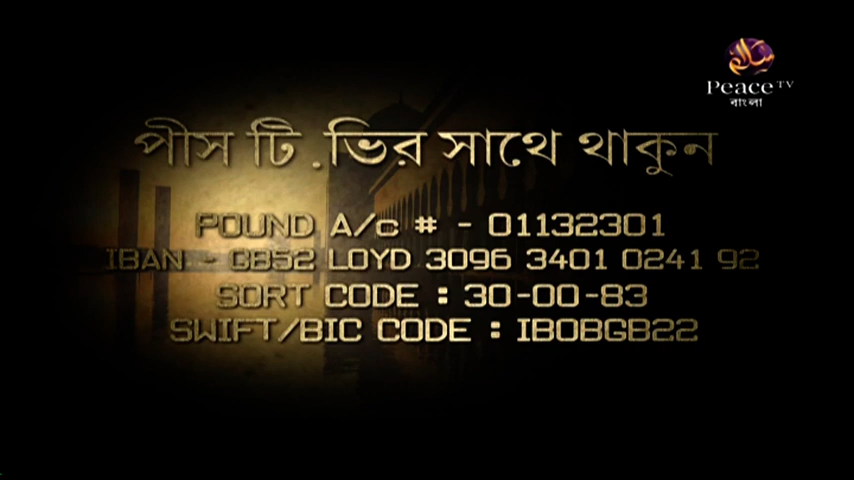 Peace TV
বাংলা
পীস টি .ভির সাথে থাকুন
POUND A/c # - 01132301
IBAN - GB52 LOYD 3096 3401 0241 92
SORT CODE : 30-00-83
SWIFT/BIC CODE : IBOBGB22